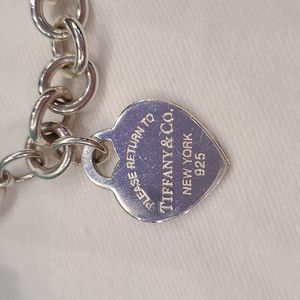 PLEASE RETURN TO
TIFFANY & CO.
NEW YORK
925